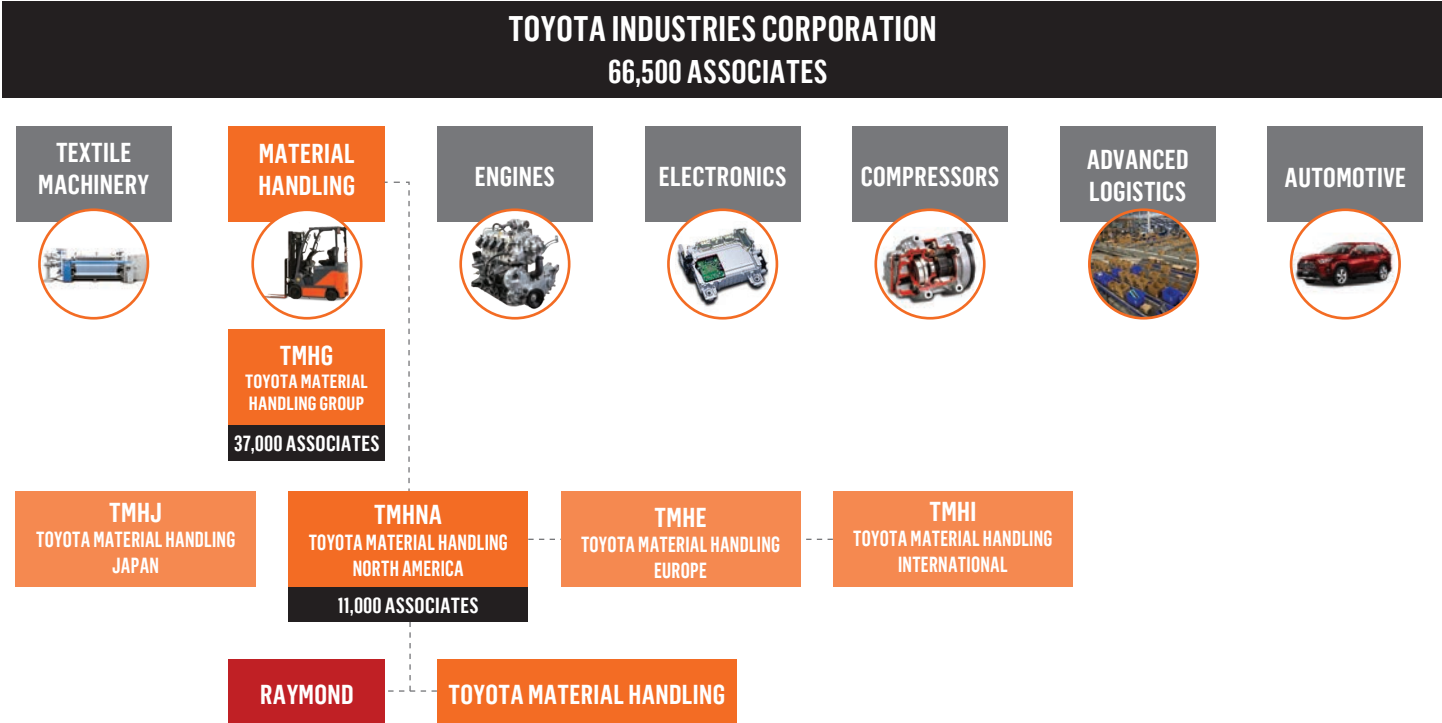 TOYOTA INDUSTRIES CORPORATION
66,500 ASSOCIATES
TEXTILE
MACHINERY
MATERIAL
HANDLING
ENGINES
ELECTRONICS
COMPRESSORS
ADVANCED
LOGISTICS
AUTOMOTIVE
TMHG
TOYOTA MATERIAL
HANDLING GROUP
37,000 ASSOCIATES
TMHJ
TOYOTA MATERIAL HANDLING
JAPAN
TMHNA
TOYOTA MATERIAL HANDLING
NORTH AMERICA
11,000 ASSOCIATES
TMHE
TOYOTA MATERIAL HANDLING
EUROPE
TMHI
TOYOTA MATERIAL HANDLING
INTERNATIONAL
RAYMOND
TOYOTA MATERIAL HANDLING